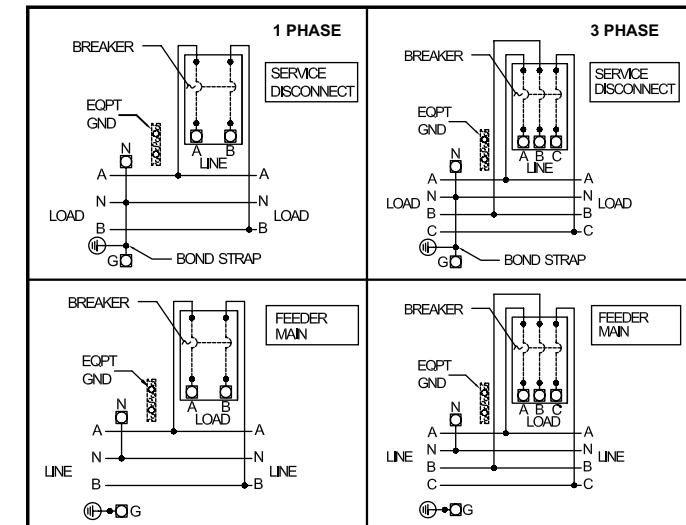 1 PHASE
BREAKER
SERVICE
DISCONNECT
EQPT
GND
A B
LINE
N
A A
N N
LOAD LOAD
B B
G
BOND STRAP
3 PHASE
BREAKER
SERVICE
DISCONNECT
EQPT
GND
A B C
LINE
N
A A
N N
LOAD LOAD
B B
C C
G
BOND STRAP
BREAKER
FEEDER
MAIN
EQPT
GND
A B
LOAD
N
A A
N N
LINE LINE
B B
G
BREAKER
FEEDER
MAIN
EQPT
GND
A B C
LOAD
N
A A
N N
LINE LINE
B B
C C
G